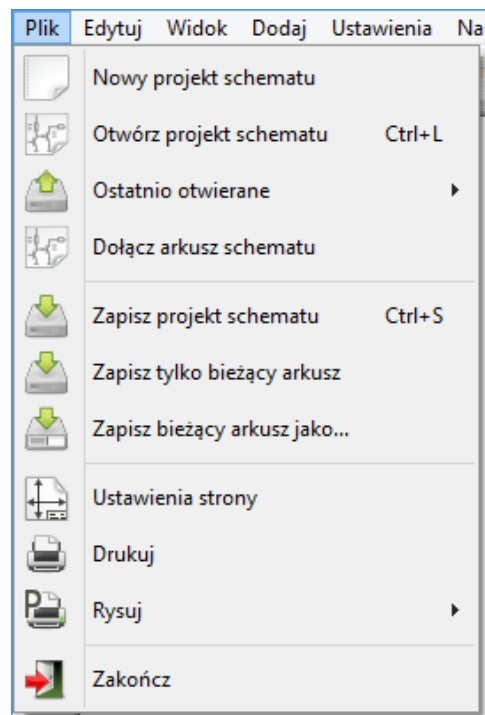 Plik Edytuj Widok Dodaj Ustawienia
Nowy projekt schematu
Otwórz projekt schematu Ctrl+L
Ostatnio otwierane
Dołącz arkusz schematu
Zapisz projekt schematu Ctrl+S
Zapisz tylko bieżący arkusz
Zapisz bieżący arkusz jako...
Ustawienia strony
Drukuj
Rysuj
Zakończ